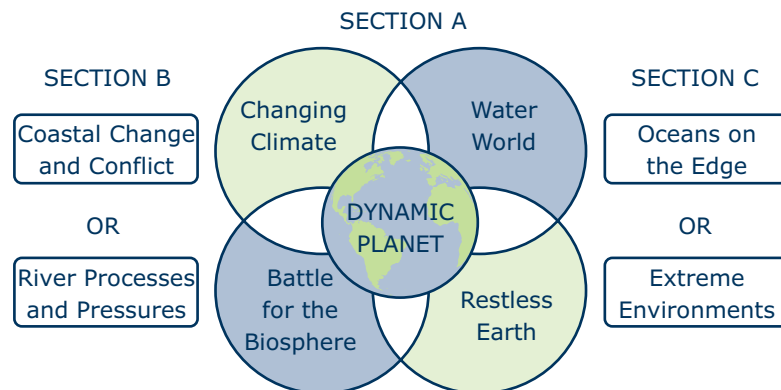 SECTION A
SECTION B
Coastal Change
and Conflict
OR
River Processes
and Pressures
Changing
Climate
Water
World
DYNAMIC
PLANET
Battle
for the
Biosphere
Restless
Earth
SECTION C
Oceans on
the Edge
OR
Extreme
Environments